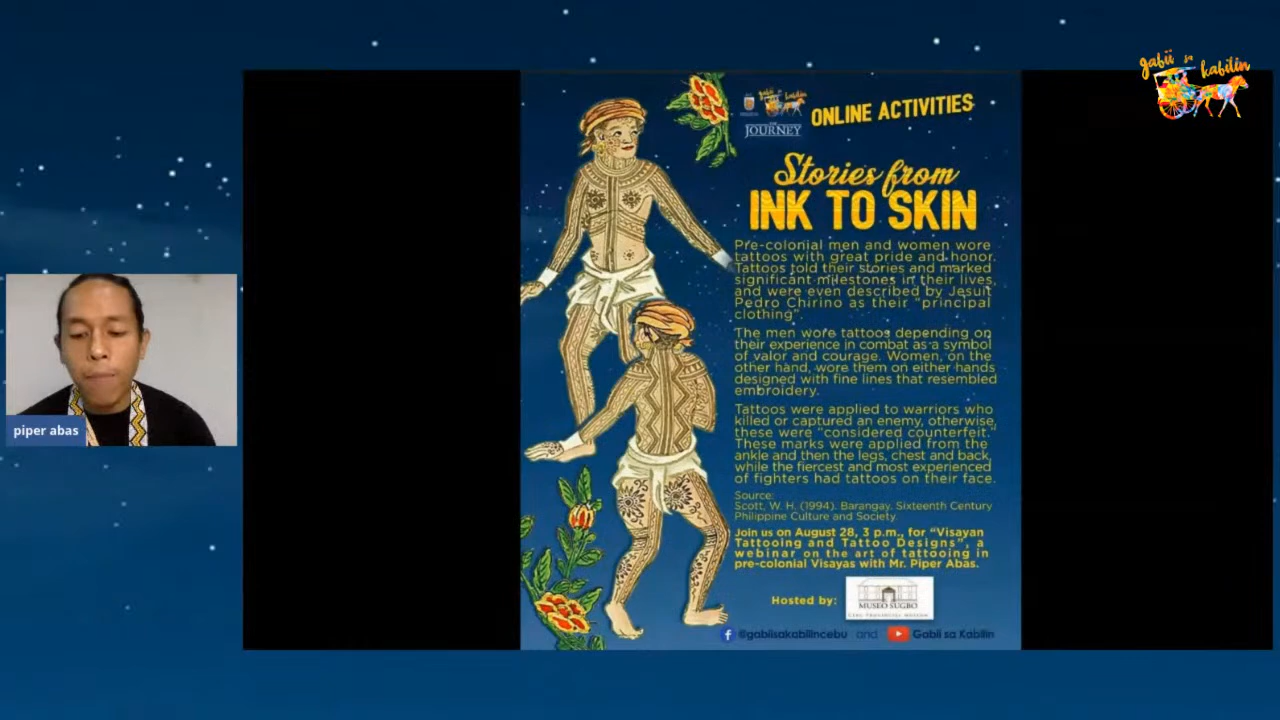 gabii sa kabilin
piper abas
gabii sa kabilin
JOURNEY
ONLINE ACTIVITIES
Stories from
INK TO SKIN
Pre-colonial men and women wore
tattoos with great pride and honor.
Tattoos told their stories and marked
significant milestones in their lives,
and were even described by Jesuit
Pedro Chirino as their "principal
clothing".
The men wore tattoos depending on
their experience in combat as a symbol
of valor and courage. Women, on the
other hand, wore them on either hands
designed with fine lines that resembled
embroidery.
Tattoos were applied to warriors who
killed or captured an enemy, otherwise,
these were "considered counterfeit."
These marks were applied from the
ankle and then the legs, chest and back,
while the fiercest and most experienced
of fighters had tattoos on their face.
Source:
Scott, W. H. (1994). Barangay. Sixteenth Century
Philippine Culture and Society.
Join us on August 28, 3 p.m., for "Visayan
Tattooing and Tattoo Designs", a
webinar on the art of tattooing in
pre-colonial Visayas with Mr. Piper Abas.
Hosted by:
MUSEO SUGBO
CEBU PROVINCIAL MUSEUM
@gabiisakabilincebu and Gabii sa Kabilin